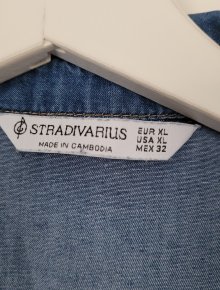 STRADIVARIUS
MADE IN CAMBODIA
EUR XL
USA XL
MEX 32